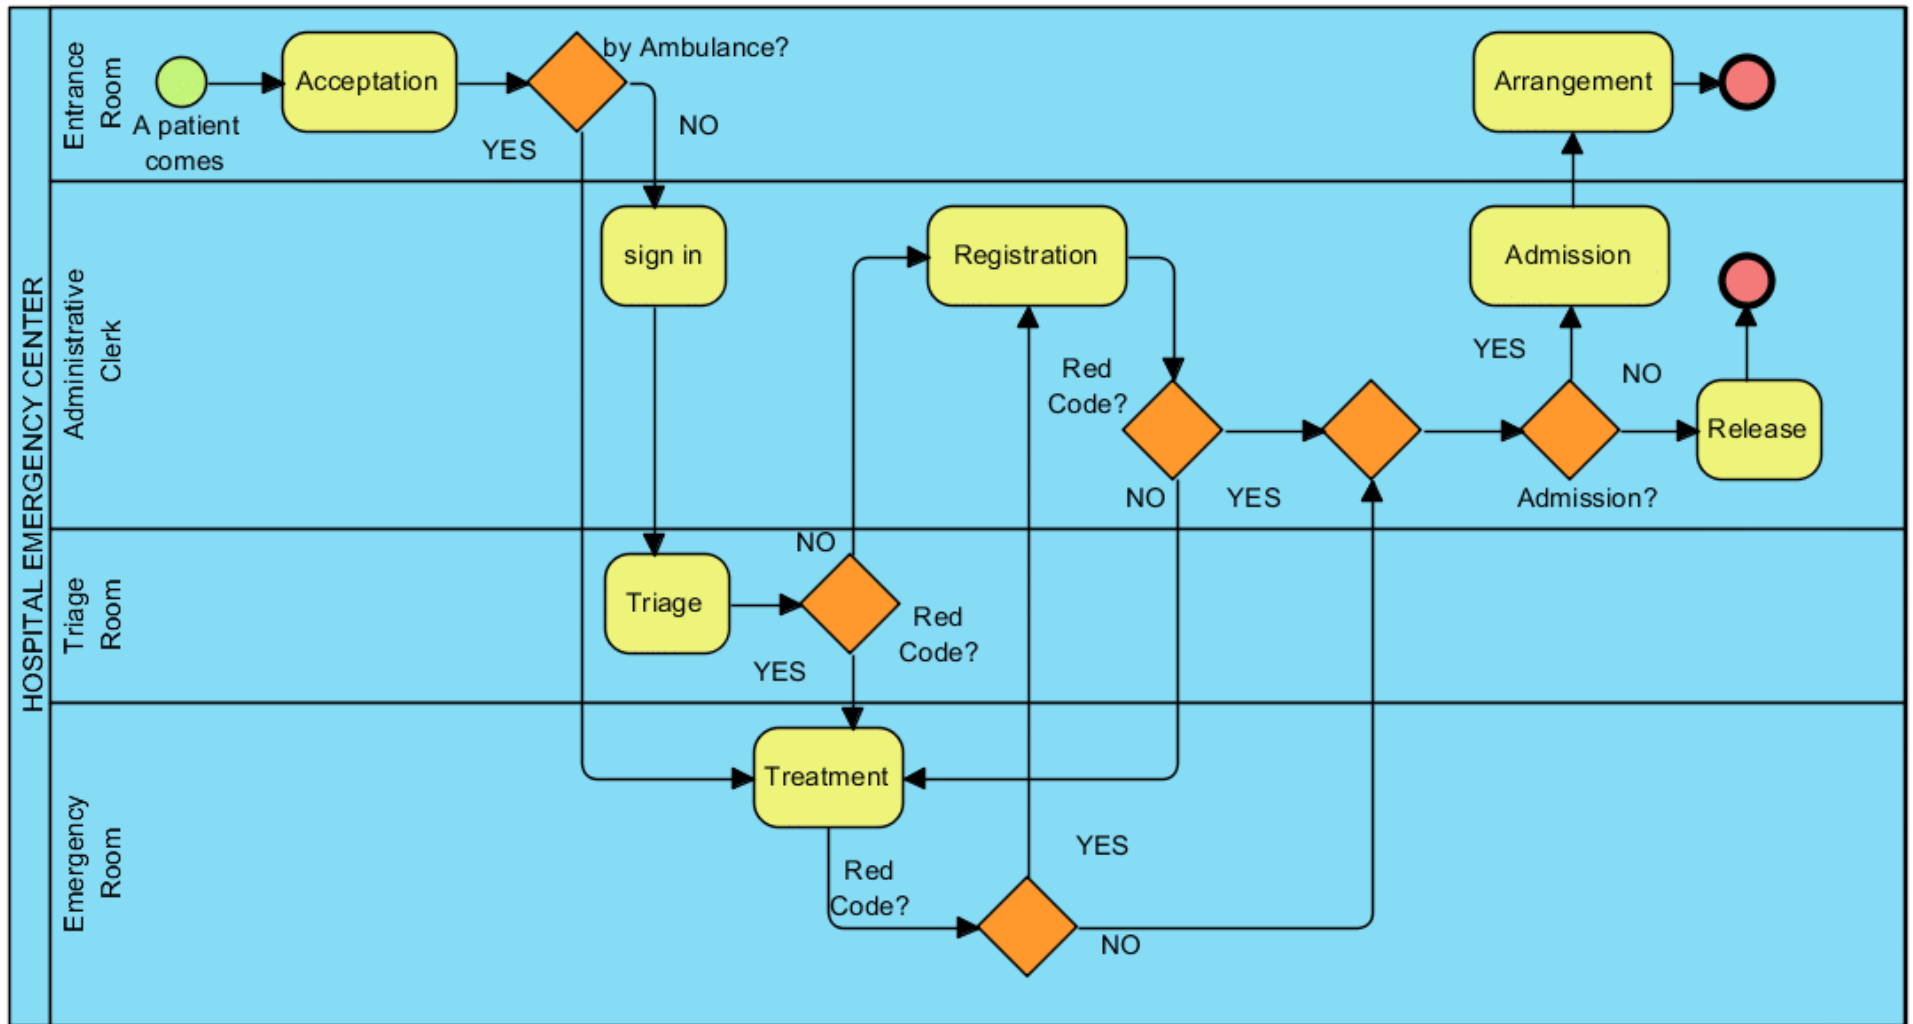 HOSPITAL EMERGENCY CENTER
Entrance
Room
A patient
comes
Acceptation
by Ambulance?
YES
NO
Arrangement
Administrative
Clerk
sign in
Registration
Red
Code?
NO
YES
Admission
YES
NO
Admission?
Release
Triage
Room
Triage
NO
Red
Code?
YES
Emergency
Room
Treatment
Red
Code?
YES
NO